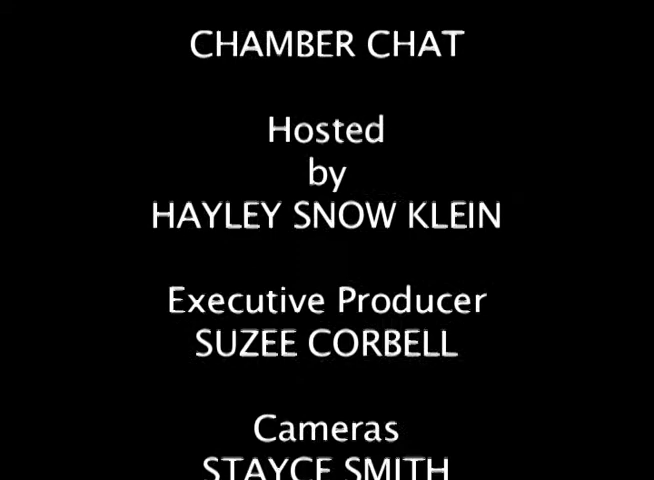 CHAMBER CHAT
Hosted
by
HAYLEY SNOW KLEIN
Executive Producer
SUZEE CORBELL
Cameras
STAYCE SMITH